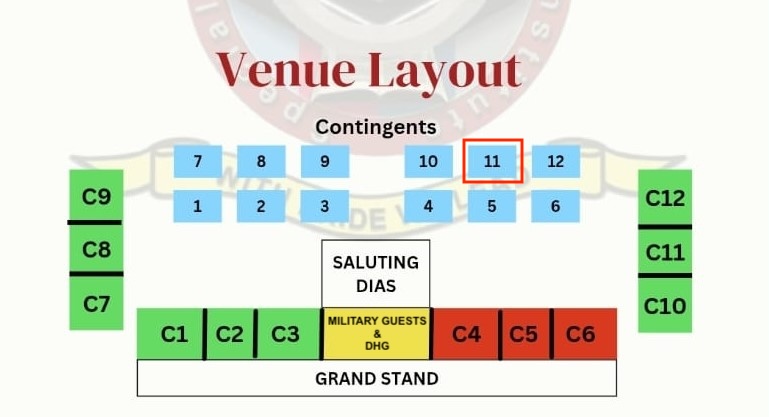 Venue Layout
Contingents
7 8 9 10 11 12
1 2 3 4 5 6
C9
C8
C7
C12
C11
C10
SALUTING
DIAS
C1 C2 C3
MILITARY GUESTS
&
DHG
C4 C5 C6
GRAND STAND